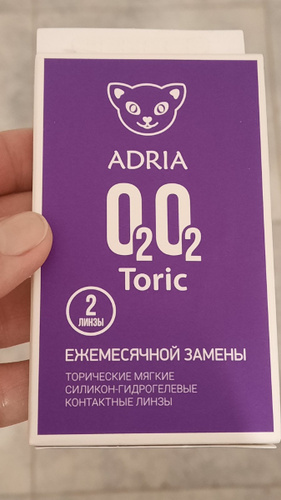 ADRIA
O₂O₂
Toric
2
ЛИНЗЫ
ЕЖЕМЕСЯЧНОЙ ЗАМЕНЫ
ТОРИЧЕСКИЕ МЯГКИЕ
СИЛИКОН-ГИДРОГЕЛЕВЫЕ
КОНТАКТНЫЕ ЛИНЗЫ